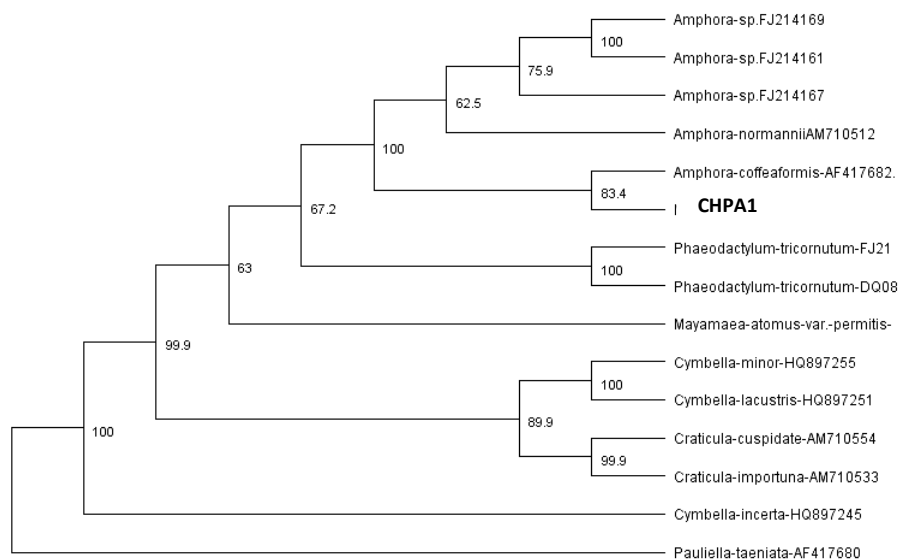 Amphora-sp.FJ214169
100
Amphora-sp.FJ214161
75.9
Amphora-sp.FJ214167
62.5
Amphora-normanniiAM710512
100
Amphora-coffeaformis-AF417682.
83.4
l CHPA1
67.2
Phaeodactylum-tricornutum-FJ21
63
100
Phaeodactylum-tricornutum-DQ08
Mayamaea-atomus-var.-permitis-
99.9
Cymbella-minor-HQ897255
100
Cymbella-lacustris-HQ897251
89.9
Craticula-cuspidate-AM710554
100
99.9
Craticula-importuna-AM710533
Cymbella-incerta-HQ897245
Pauliella-taeniata-AF417680